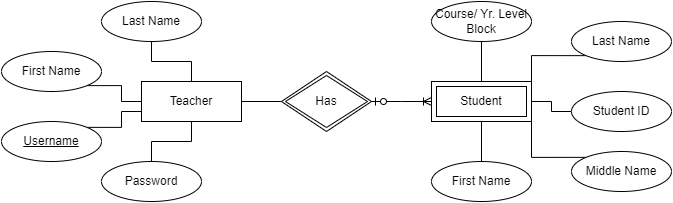 Last Name
Course/ Yr. Level
Block
Last Name
First Name
Teacher
Has
Student
Student ID
Username
Password
First Name
Middle Name